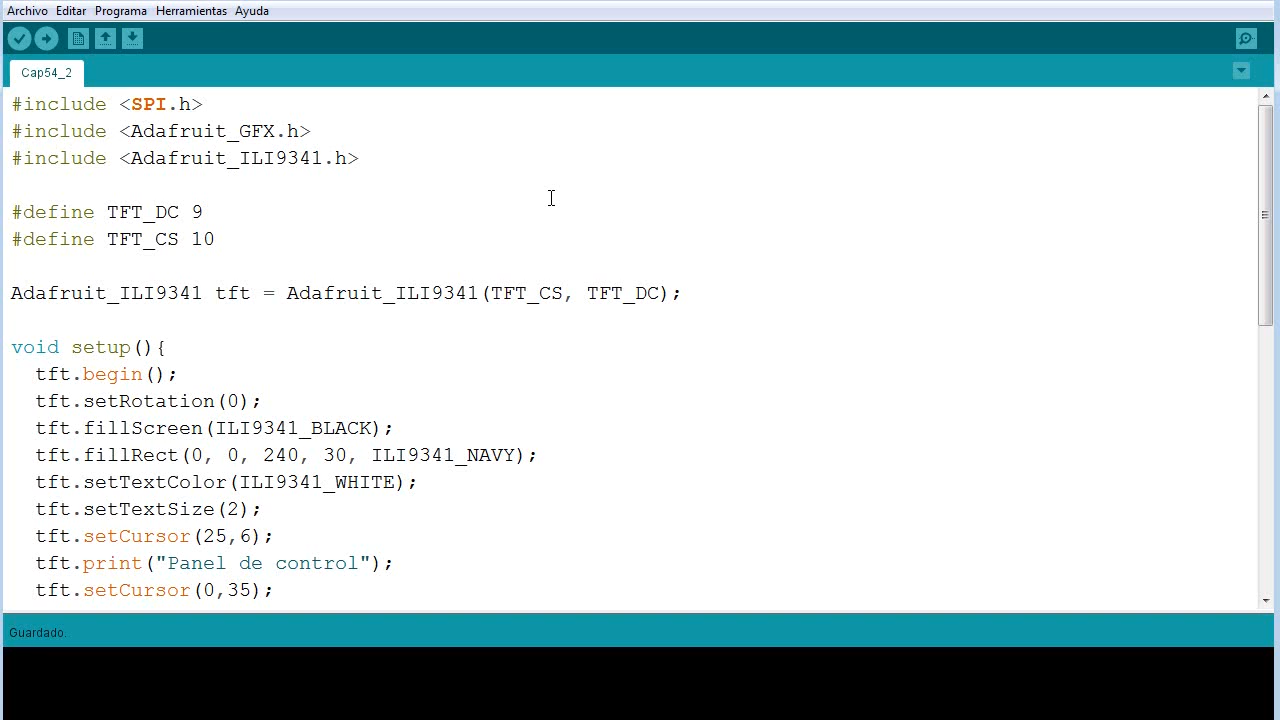 Archivo Editar Programa Herramientas Ayuda
Cap54_2
#include <SPI.h>
#include <Adafruit_GFX.h>
#include <Adafruit_ILI9341.h>
#define TFT_DC 9
#define TFT_CS 10
Adafruit_ILI9341 tft = Adafruit_ILI9341(TFT_CS, TFT_DC);
void setup(){
  tft.begin();
  tft.setRotation(0);
  tft.fillScreen(ILI9341_BLACK);
  tft.fillRect(0, 0, 240, 30, ILI9341_NAVY);
  tft.setTextColor(ILI9341_WHITE);
  tft.setTextSize(2);
  tft.setCursor(25,6);
  tft.print("Panel de control");
  tft.setCursor(0,35);
Guardado.